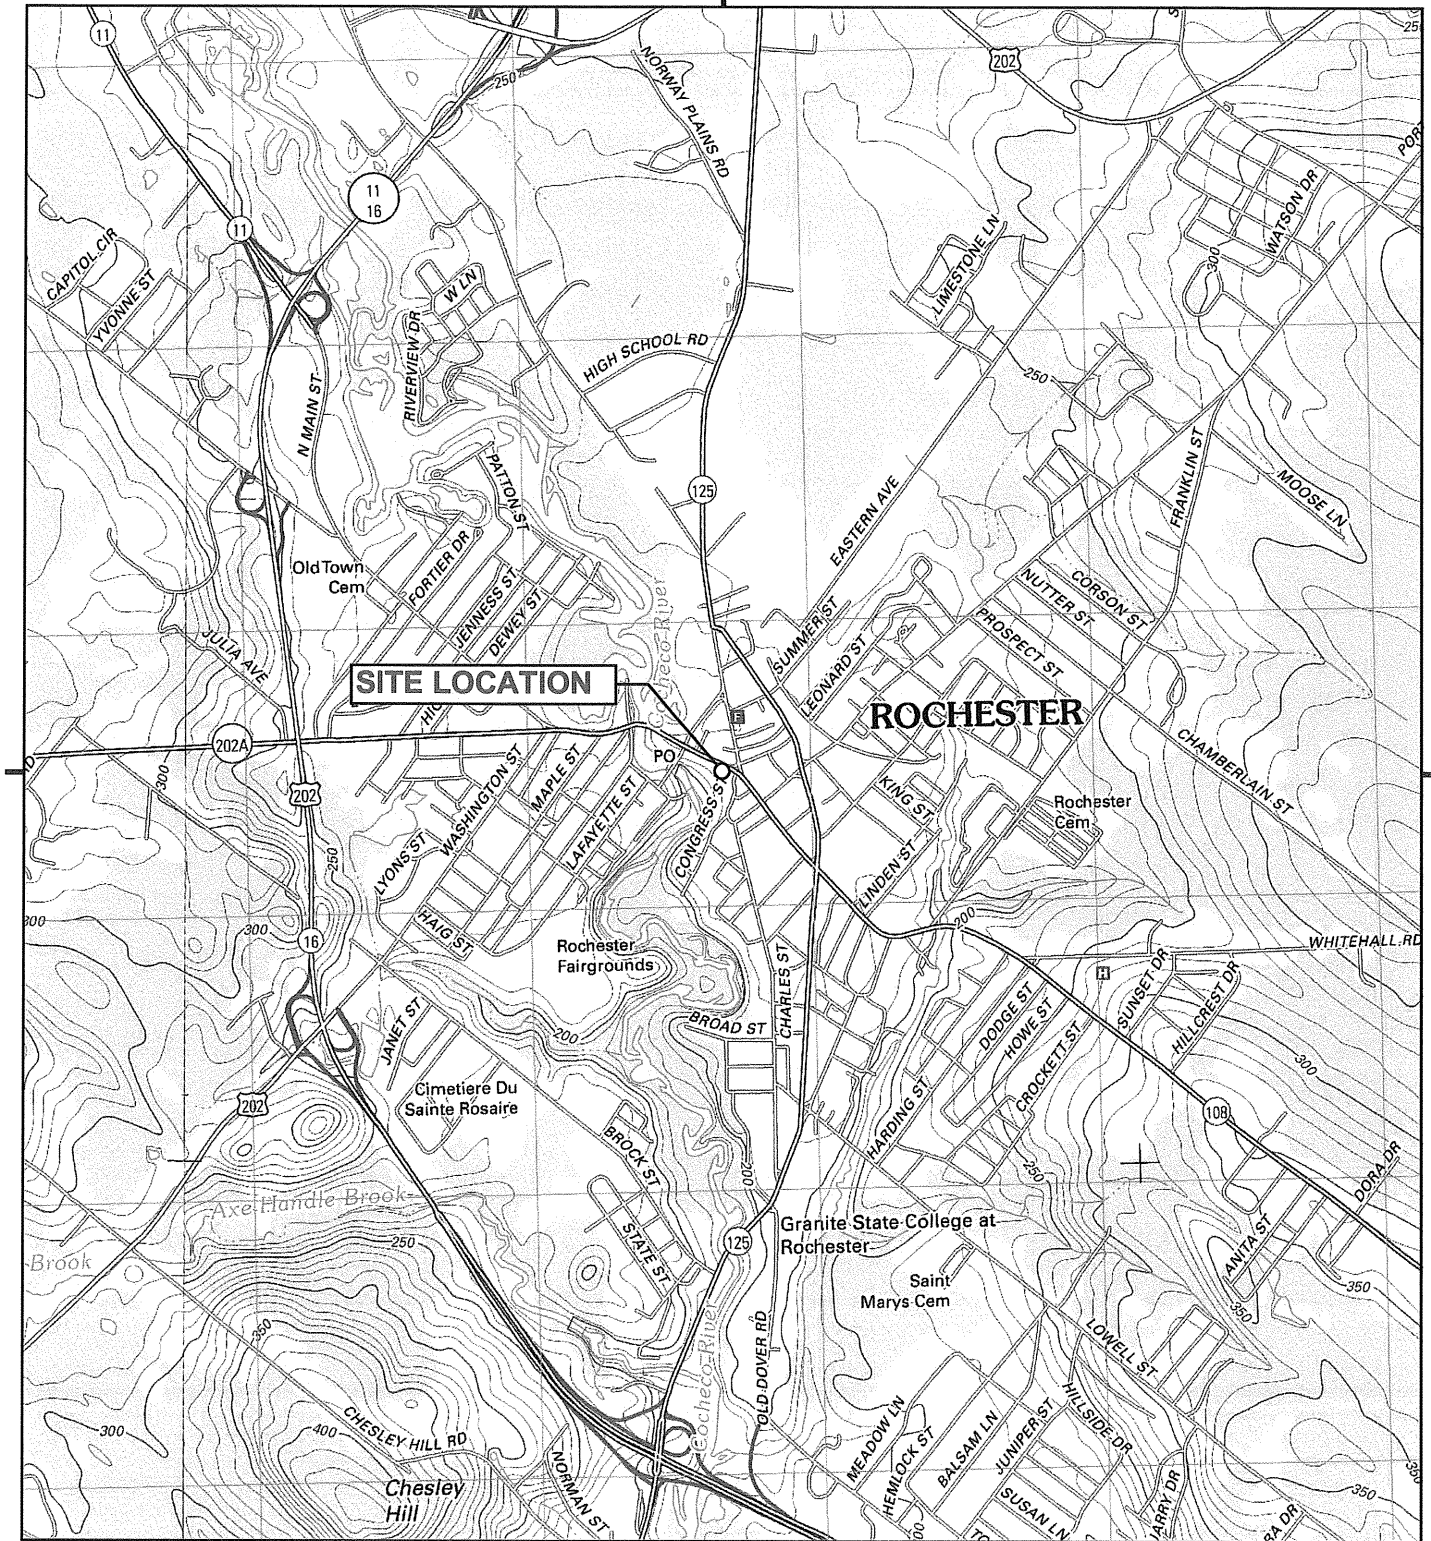 11
250
NORWAY PLAINS RD
202
250
11
16
11
CAPITOL CIR
YVONNE ST
W LN
RIVERVIEW DR
HIGH SCHOOL RD
LIMESTONE LN
WATSON DR
300
250
N MAIN ST
PATTON ST
125
EASTERN AVE
FRANKLIN ST
MOOSE LN
Old Town
Cem
FORTIER DR
JENNESS ST
DEWEY ST
Cocheco River
SUMMER ST
LEONARD ST
CORSON ST
NUTTER ST
PROSPECT ST
JULIA AVE
SITE LOCATION
F
ROCHESTER
202A
PO
CHAMBERLAIN ST
300
202
WASHINGTON ST
MAPLE ST
LAFAYETTE ST
CONGRESS ST
KING ST
Rochester
Cem
250
LYONS ST
LINDEN ST
HAIG ST
300
300
16
200
WHITEHALL RD
Rochester
Fairgrounds
CHARLES ST
H
SUNSET DR
HILLCREST DR
DODGE ST
HOWE ST
CROCKETT ST
BROAD ST
200
JANET ST
300
Cimetiere Du
Sainte Rosaire
202
HARDING ST
108
BROCK ST
250
200
DORA DR
Axe Handle Brook
Brook
250
STATE ST
125
Granite State College at
Rochester
ANITA ST
Saint
Marys Cem
350
350
350
Cocheco River
OLD DOVER RD
LOWELL ST
HILLSIDE DR
MEADOW LN
HEMLOCK ST
BALSAM LN
JUNIPER ST
300
400
CHESLEY HILL RD
NORMAN ST
Chesley
Hill
SUSAN LN
350
350